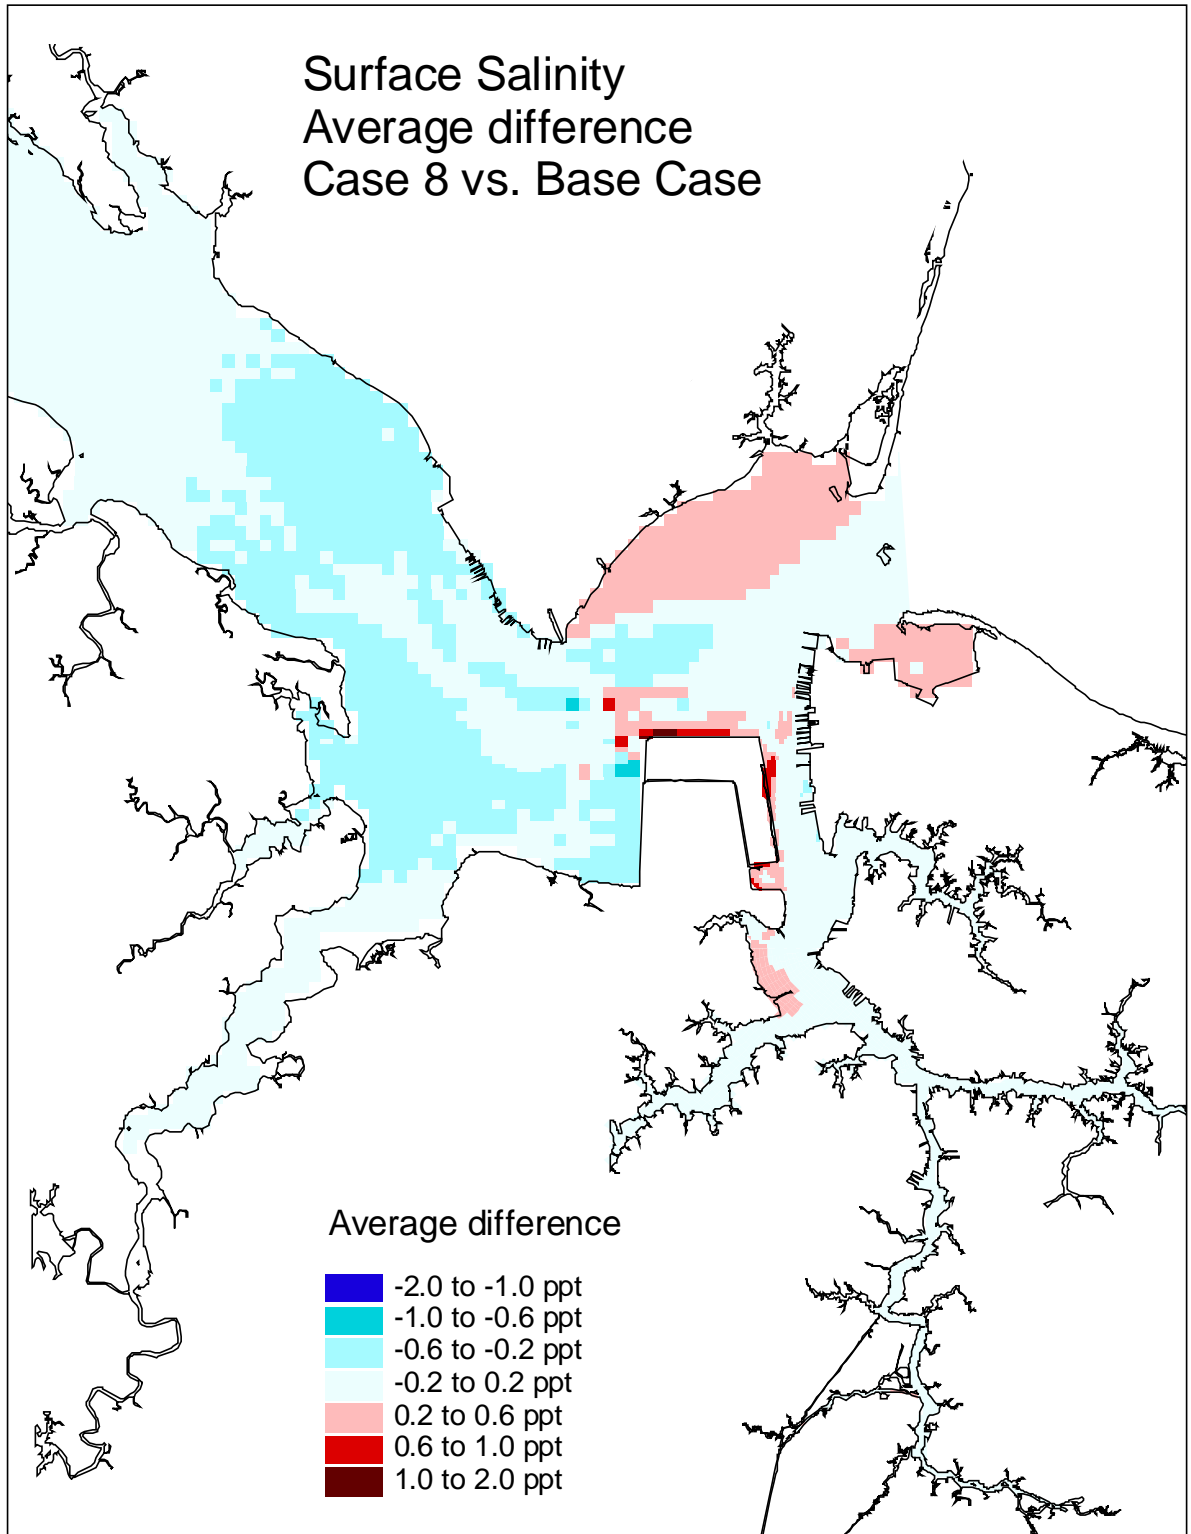 Surface Salinity
Average difference
Case 8 vs. Base Case
Average difference
-2.0 to -1.0 ppt
-1.0 to -0.6 ppt
-0.6 to -0.2 ppt
-0.2 to 0.2 ppt
0.2 to 0.6 ppt
0.6 to 1.0 ppt
1.0 to 2.0 ppt